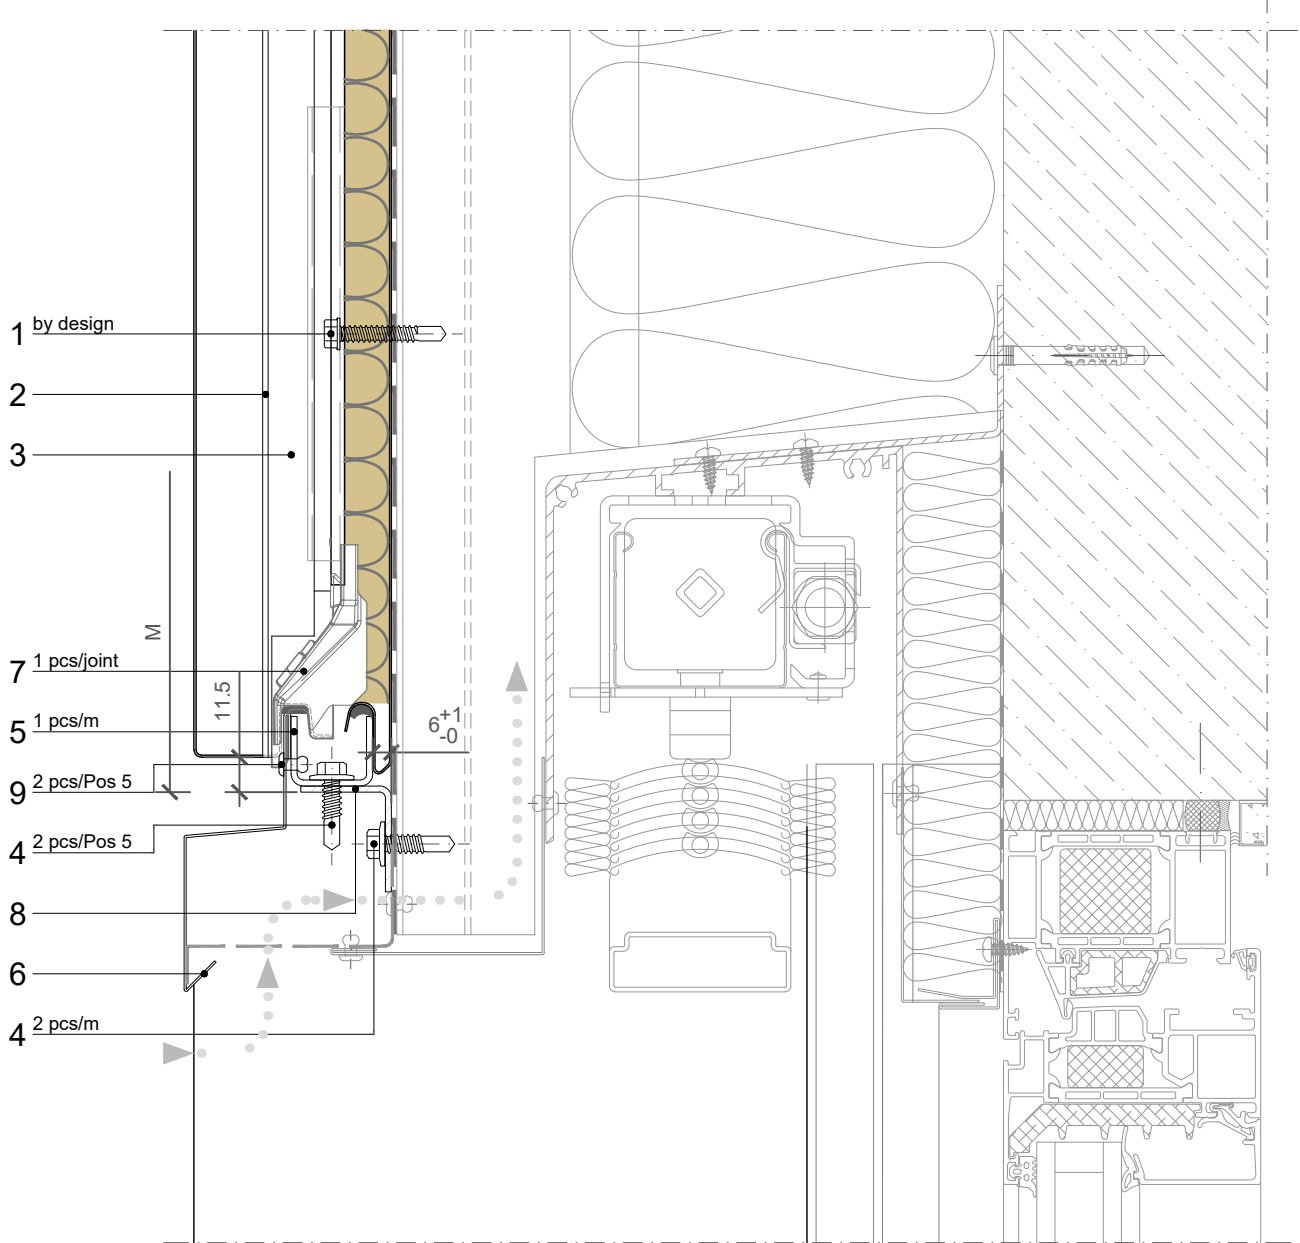 1 by design
2
3
M
7 1 pcs/joint
11.5
5 1 pcs/m
6 +1
-0
9 2 pcs/Pos 5
4 2 pcs/Pos 5
8
6
4 2 pcs/m